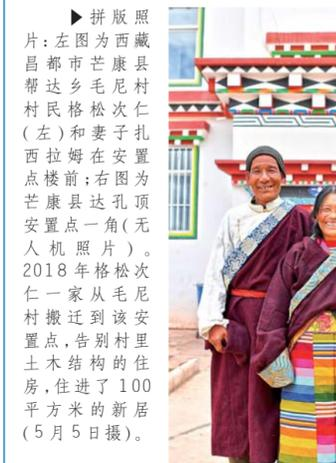 ▶拼版照
片：左图为西藏
昌都市芒康县
帮达乡毛尼村
村民格松次仁
(左)和妻子扎
西拉姆在安置
点楼前；右图为
芒康县达孔顶
安置点一角(无
人机照片)。
2018年格松次
仁一家从毛尼
村搬迁到该安
置点，告别村里
土木结构的住
房，住进了100
平方米的新居
(5月5日摄)。